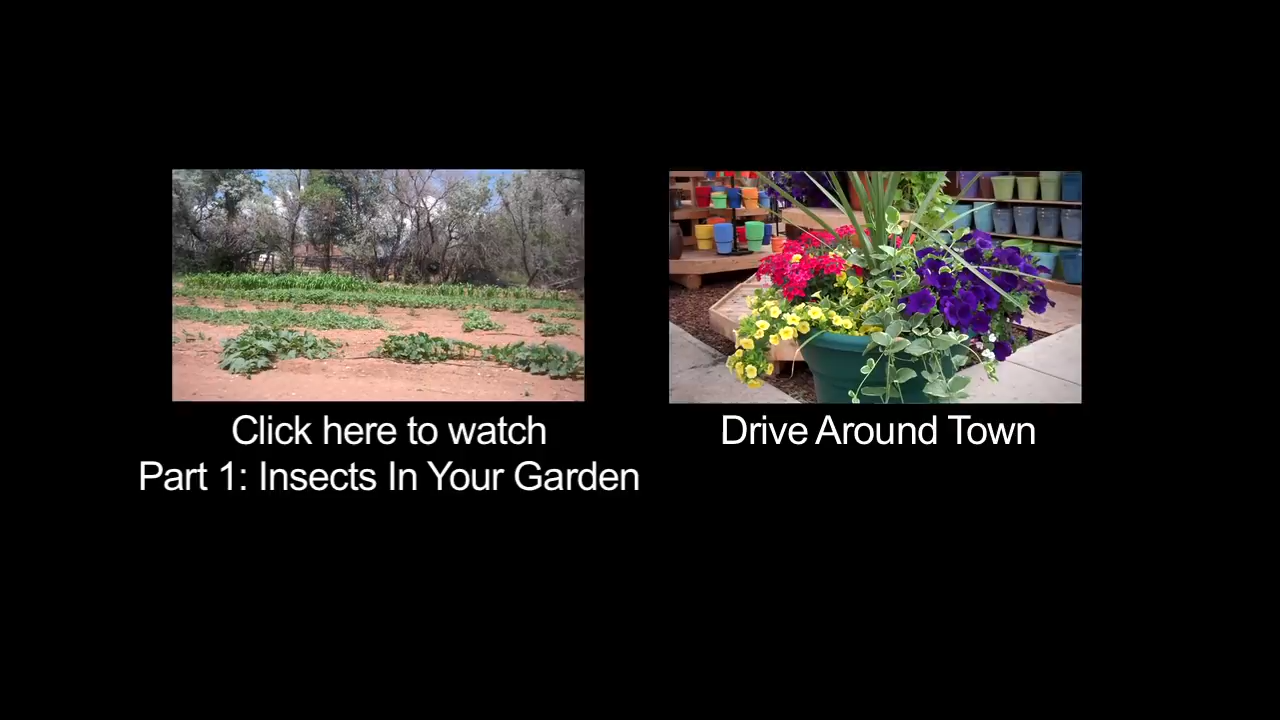 Click here to watch
Part 1: Insects In Your Garden
Drive Around Town